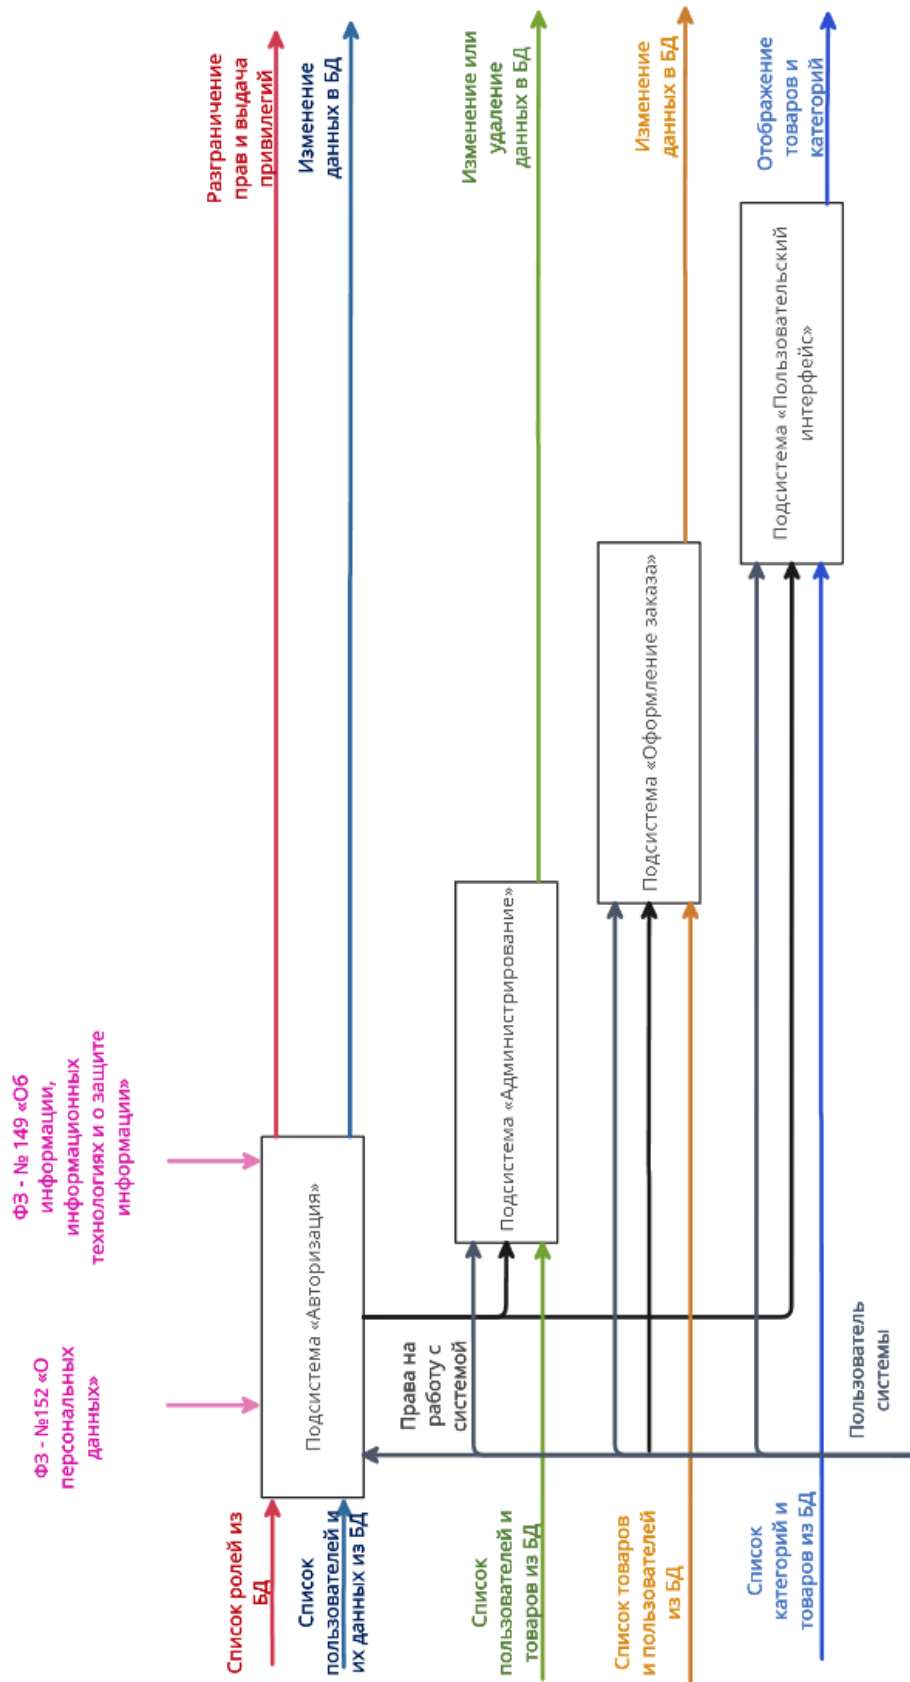 ФЗ - №152 «О
персональных
данных»
ФЗ - № 149 «Об
информации,
информационных
технологиях и о защите
информации»
Список ролей из
БД
Список
пользователей и
их данных из БД
Подсистема «Авторизация»
Разграничение
прав и выдача
привилегий
Изменение
данных в БД
Права на
работу с
системой
Список
пользователей и
товаров из БД
Подсистема «Администрирование»
Изменение или
удаление
данных в БД
Список товаров
и пользователей
из БД
Подсистема «Оформление заказа»
Изменение
данных в БД
Список
категорий и
товаров из БД
Подсистема «Пользовательский
интерфейс»
Отображение
товаров и
категорий
Пользователь
системы